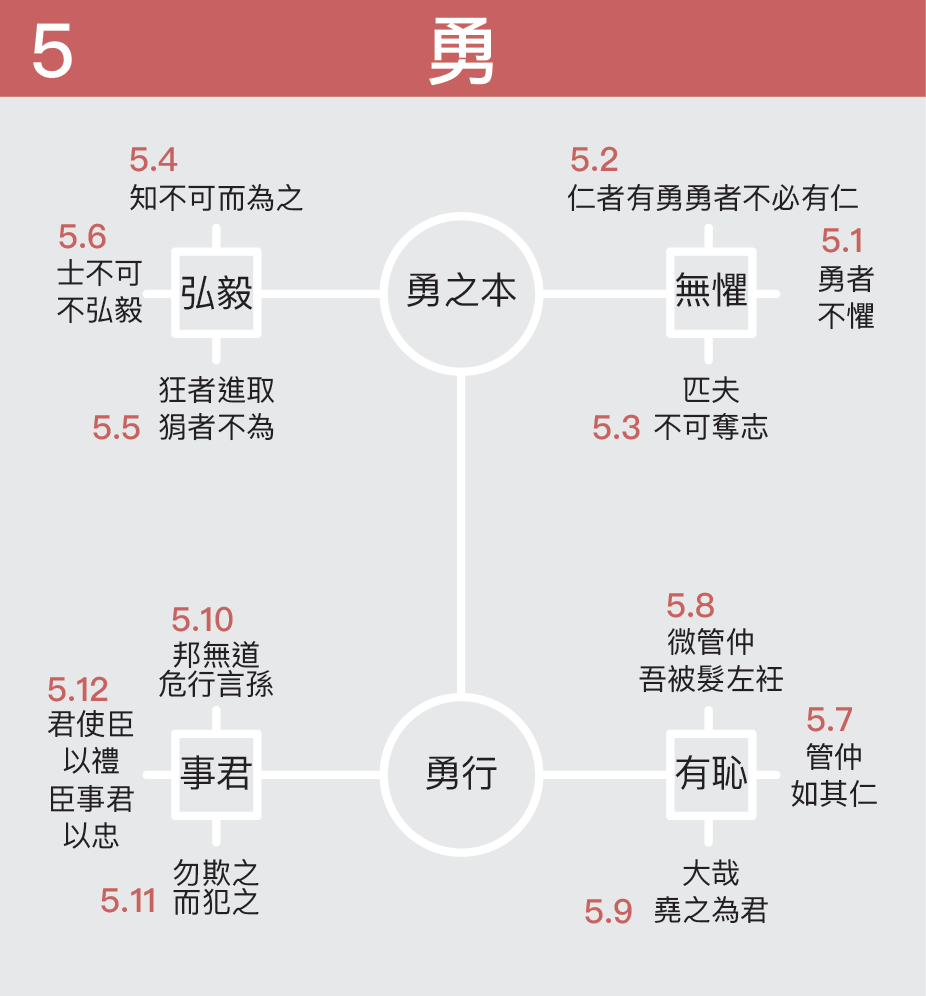 5
勇
5.4
知不可而為之
5.2
仁者有勇勇者不必有仁
5.6
士不可
不弘毅
弘毅
勇之本
無懼
5.1
勇者
不懼
狂者進取
5.5
狷者不為
匹夫
5.3
不可奪志
5.10
邦無道
危行言孫
5.8
微管仲
吾被髮左衽
5.12
君使臣
以禮
臣事君
以忠
事君
勇行
有恥
5.7
管仲
如其仁
勿欺之
5.11
而犯之
大哉
5.9
堯之為君